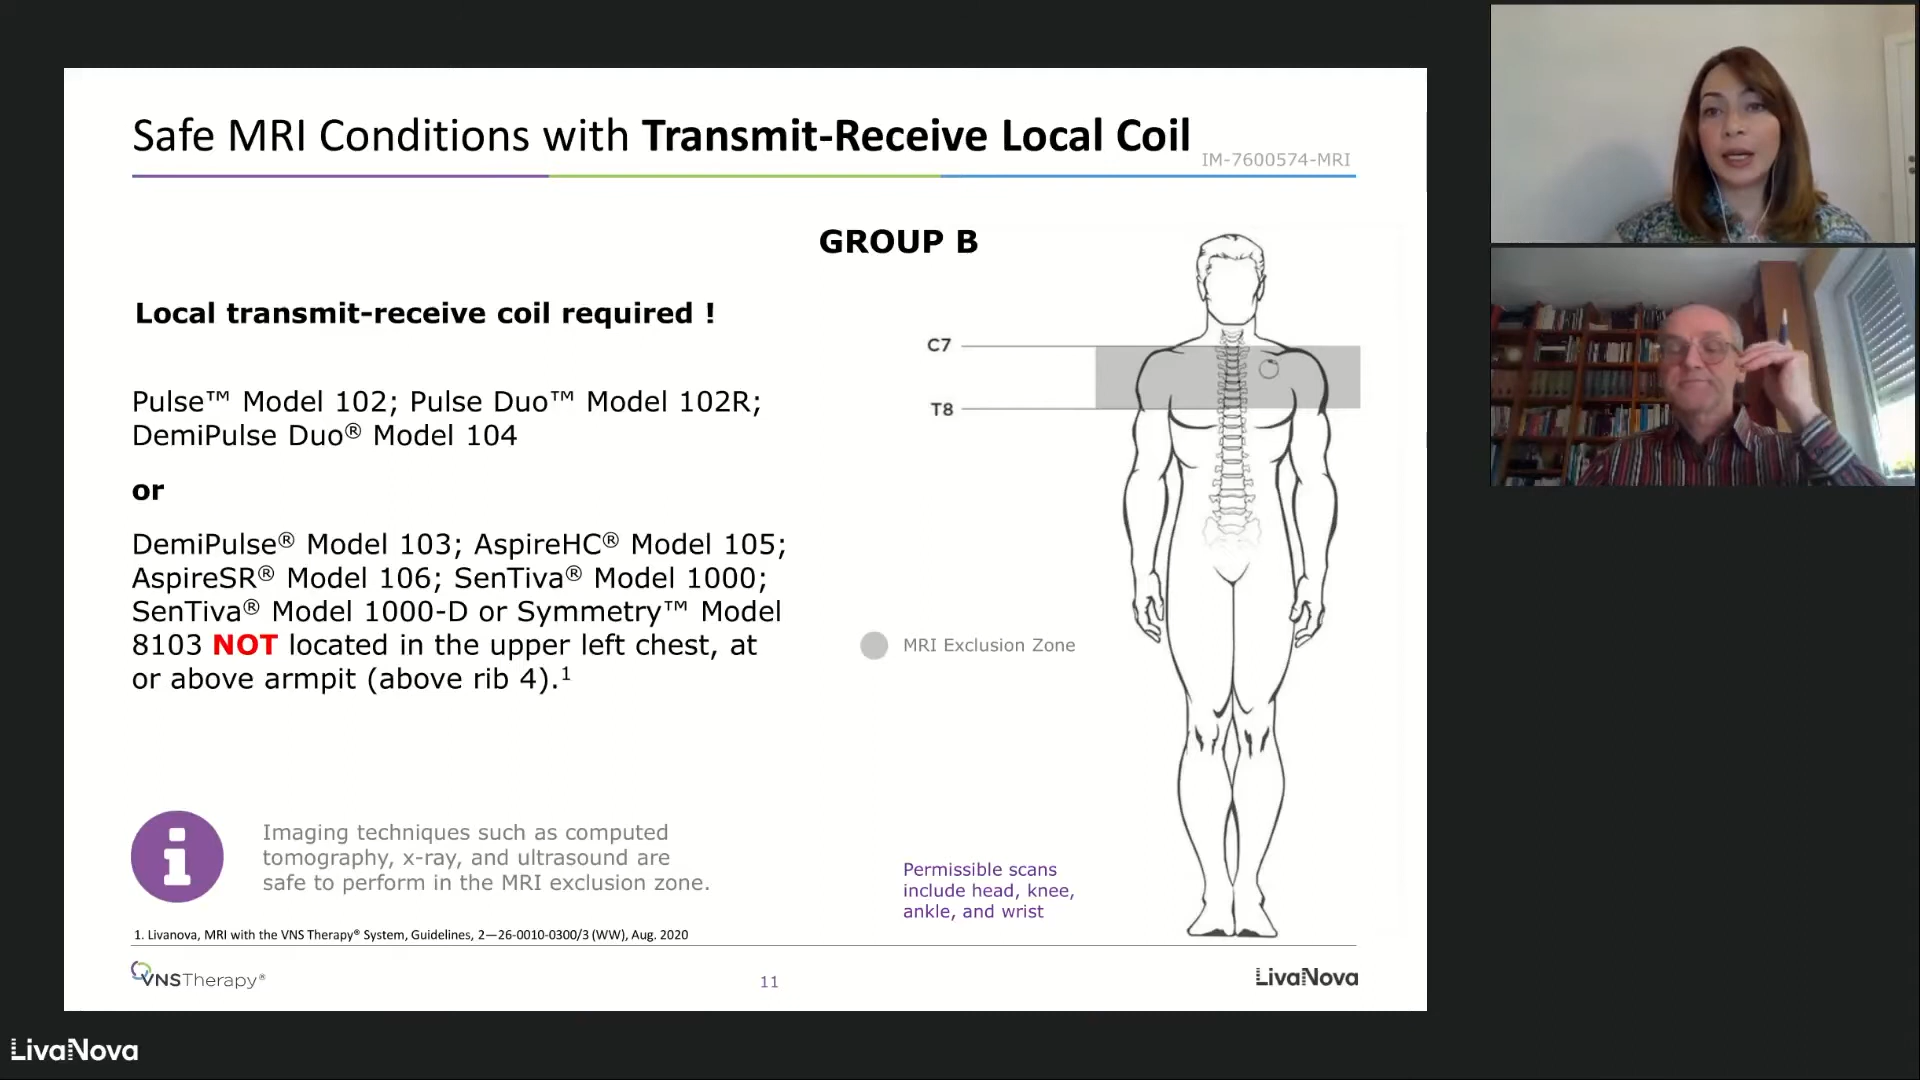 Safe MRI Conditions with Transmit-Receive Local Coil
IM-7600574-MRI
GROUP B
Local transmit-receive coil required !
Pulse™ Model 102; Pulse Duo™ Model 102R;
DemiPulse Duo® Model 104
or
DemiPulse® Model 103; AspireHC® Model 105;
AspireSR® Model 106; SenTiva® Model 1000;
SenTiva® Model 1000-D or Symmetry™ Model
8103 NOT located in the upper left chest, at
or above armpit (above rib 4).¹
C7
T8
MRI Exclusion Zone
Imaging techniques such as computed
tomography, x-ray, and ultrasound are
safe to perform in the MRI exclusion zone.
Permissible scans
include head, knee,
ankle, and wrist
1. Livanova, MRI with the VNS Therapy® System, Guidelines, 2—26-0010-0300/3 (WW), Aug. 2020
VNSTherapy®
11
LivaNova
LivaNova